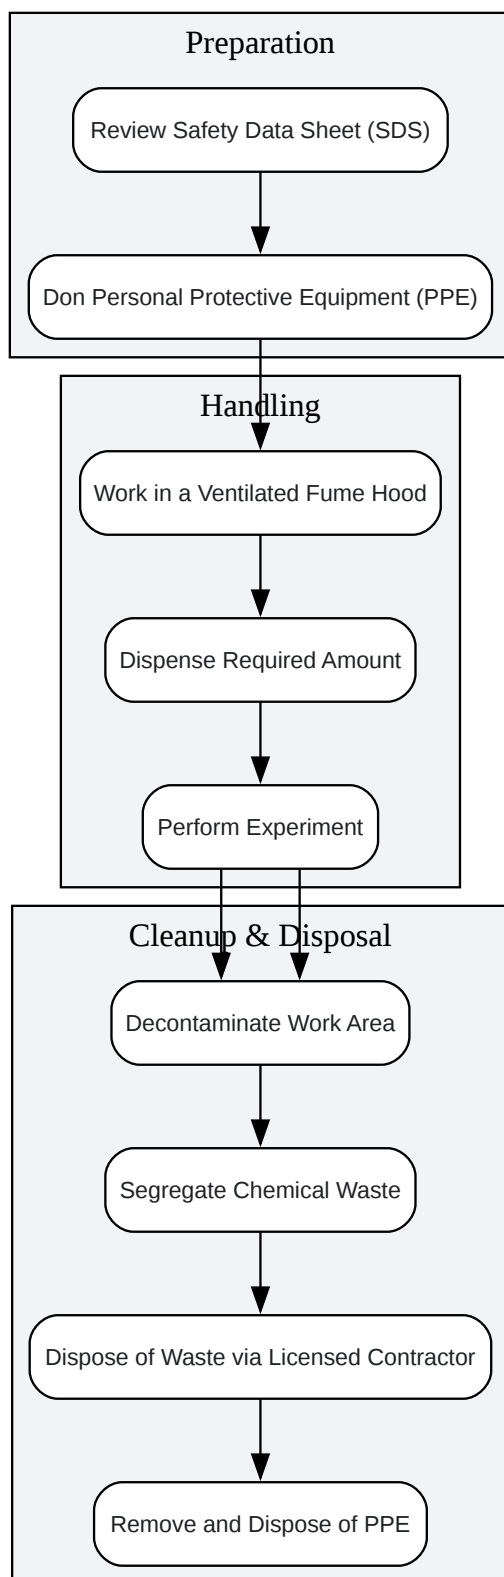 Preparation
Review Safety Data Sheet (SDS)
Don Personal Protective Equipment (PPE)
Handling
Work in a Ventilated Fume Hood
Dispense Required Amount
Perform Experiment
Cleanup & Disposal
Decontaminate Work Area
Segregate Chemical Waste
Dispose of Waste via Licensed Contractor
Remove and Dispose of PPE